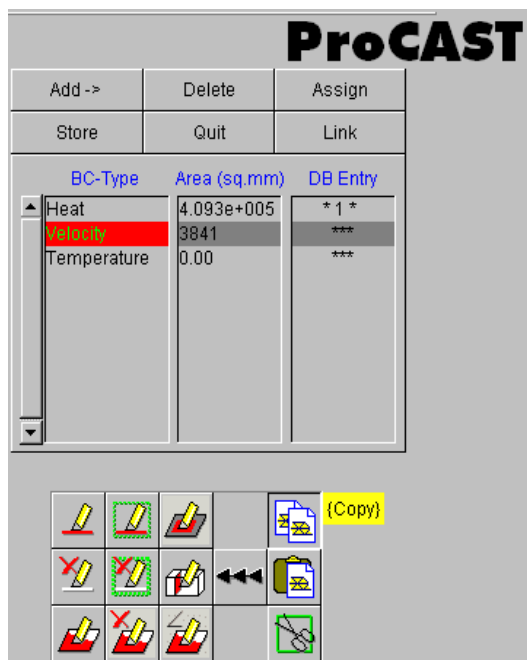 ProCAST
Add -> Delete Assign
Store Quit Link
BC-Type Area (sq.mm) DB Entry
Heat 4.093e+005 * 1 *
Velocity 3841 ***
Temperature 0.00 ***
{Copy}